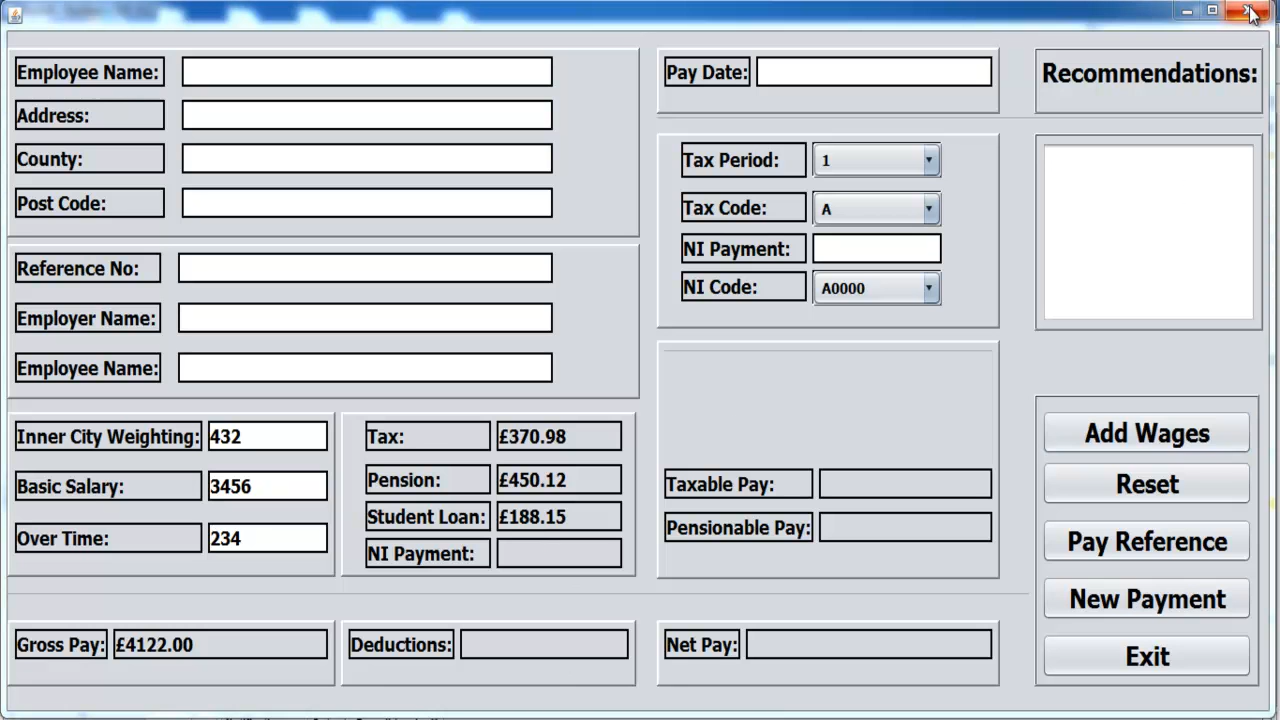 Employee Name:
Address:
County:
Post Code:
Reference No:
Employer Name:
Employee Name:
Inner City Weighting: 432
Basic Salary: 3456
Over Time: 234
Tax: £370.98
Pension: £450.12
Student Loan: £188.15
NI Payment:
Gross Pay: £4122.00
Deductions:
Pay Date:
Tax Period: 1
Tax Code: A
NI Payment:
NI Code: A0000
Taxable Pay:
Pensionable Pay:
Net Pay:
Recommendations:
Add Wages
Reset
Pay Reference
New Payment
Exit